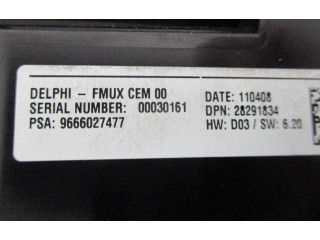 DELPHI – FMUX CEM 00
SERIAL NUMBER: 00030161
PSA: 9666027477
DATE: 110408
DPN: 28291834
HW: D03 / SW: 6.20